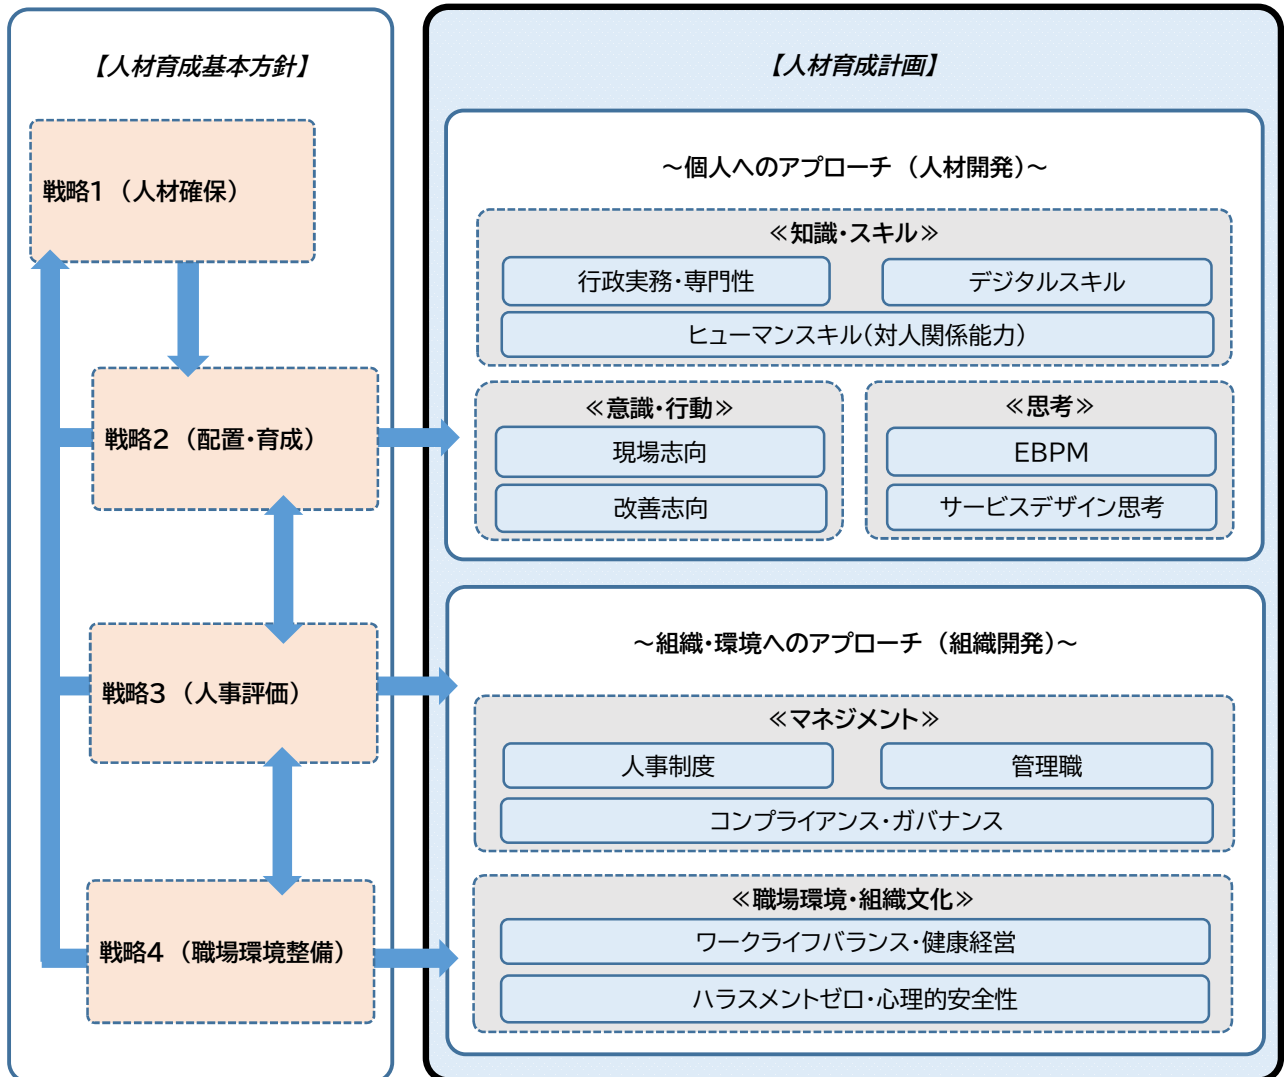 【人材育成基本方針】
戦略1（人材確保）
戦略2（配置・育成）
戦略3（人事評価）
戦略4（職場環境整備）
【人材育成計画】
～個人へのアプローチ（人材開発）～
≪知識・スキル≫
行政実務・専門性
デジタルスキル
ヒューマンスキル（対人関係能力）
≪意識・行動≫
現場志向
改善志向
≪思考≫
EBPM
サービスデザイン思考
～組織・環境へのアプローチ（組織開発）～
≪マネジメント≫
人事制度
管理職
コンプライアンス・ガバナンス
≪職場環境・組織文化≫
ワークライフバランス・健康経営
ハラスメントゼロ・心理的安全性